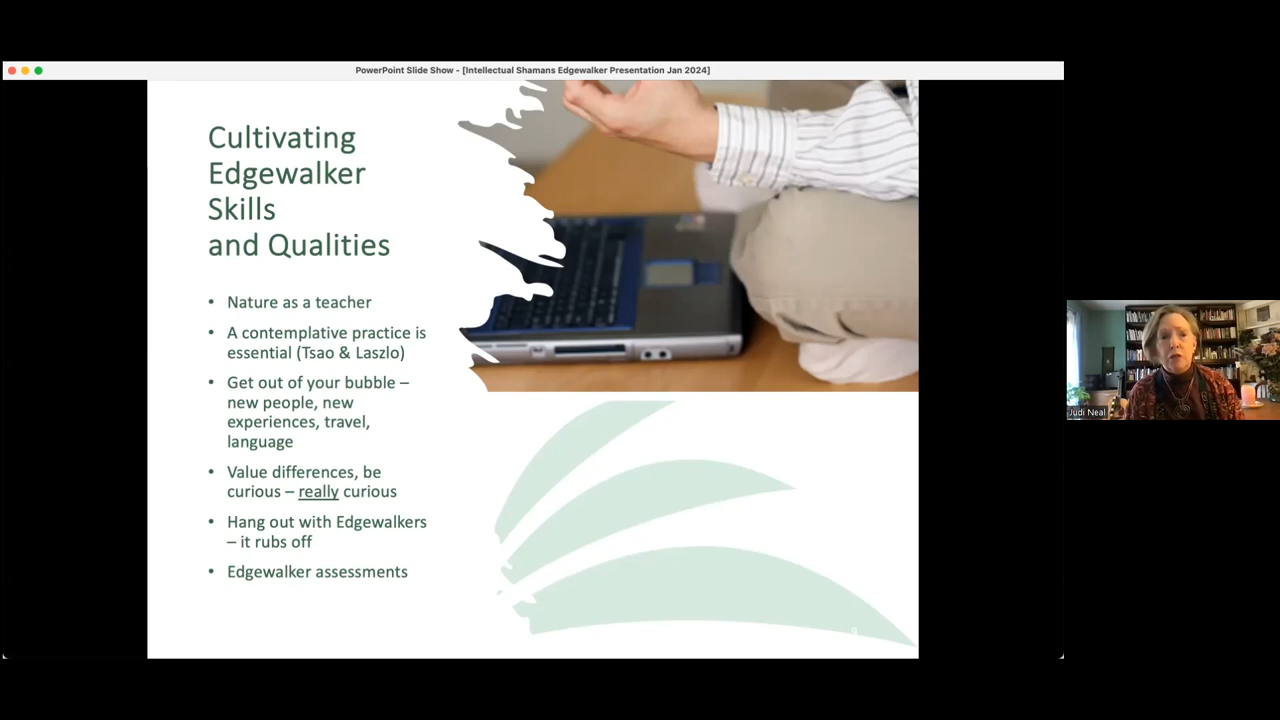 PowerPoint Slide Show - [Intellectual Shamans Edgewalker Presentation Jan 2024]
Cultivating
Edgewalker
Skills
and Qualities
• Nature as a teacher
• A contemplative practice is
essential (Tsao & Laszlo)
• Get out of your bubble –
new people, new
experiences, travel,
language
• Value differences, be
curious – really curious
• Hang out with Edgewalkers
– it rubs off
• Edgewalker assessments
9
Judi Neal